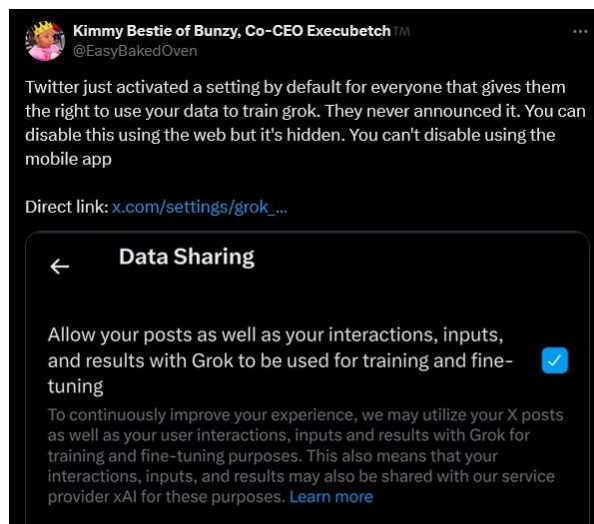 Kimmy Bestie of Bunzy, Co-CEO Execubetch™
@EasyBakedOven
Twitter just activated a setting by default for everyone that gives them
the right to use your data to train grok. They never announced it. You can
disable this using the web but it's hidden. You can't disable using the
mobile app
Direct link: x.com/settings/grok_...
Data Sharing
Allow your posts as well as your interactions, inputs,
and results with Grok to be used for training and fine-
tuning
To continuously improve your experience, we may utilize your X posts
as well as your user interactions, inputs and results with Grok for
training and fine-tuning purposes. This also means that your
interactions, inputs, and results may also be shared with our service
provider xAI for these purposes. Learn more